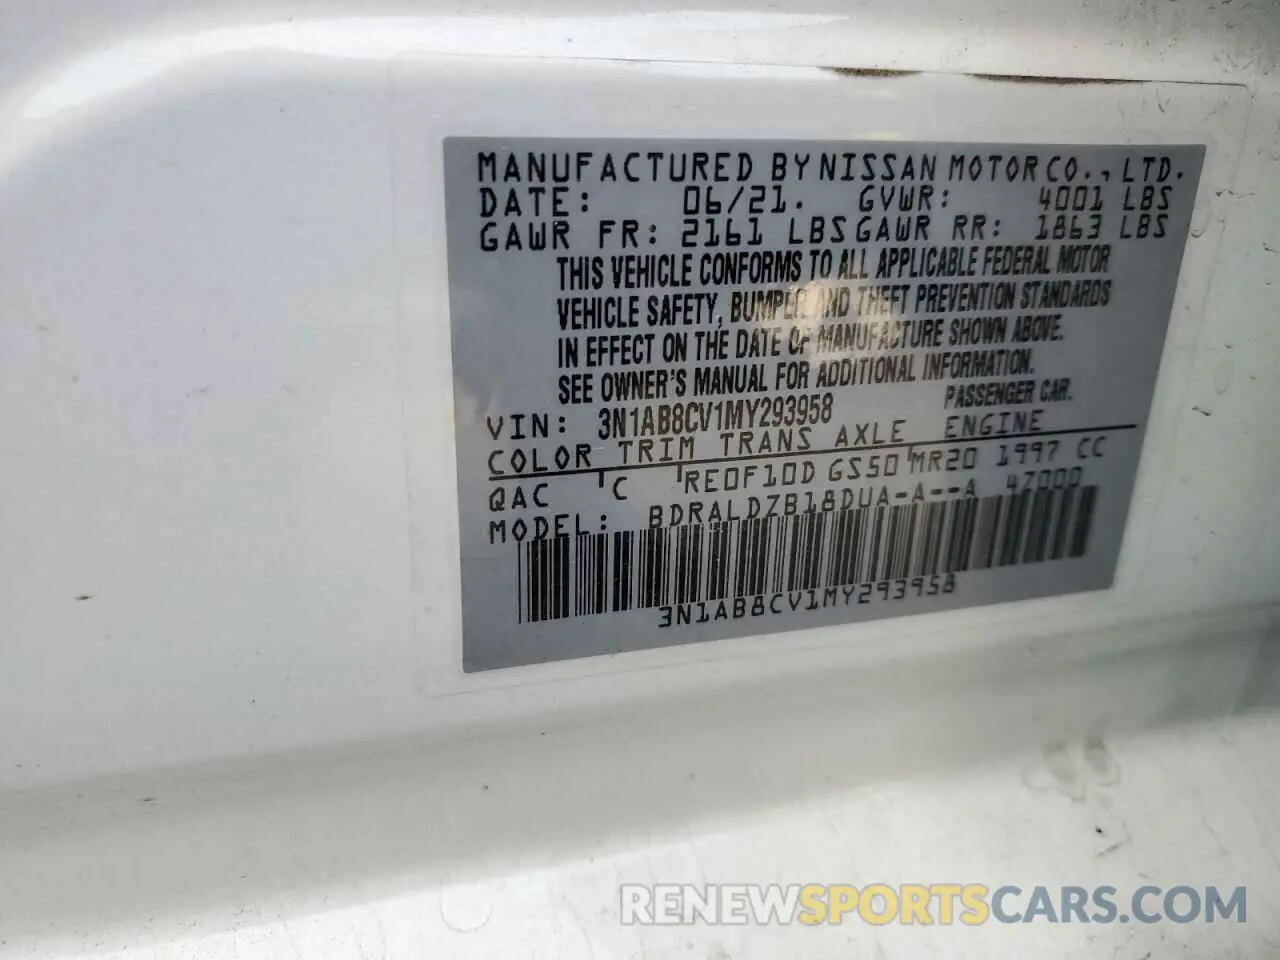 MANUFACTURED BY NISSAN MOTOR CO., LTD.
DATE: 06/21. GVWR: 4001 LBS
GAWR FR: 2161 LBS GAWR RR: 1863 LBS
THIS VEHICLE CONFORMS TO ALL APPLICABLE FEDERAL MOTOR
VEHICLE SAFETY, BUMPER, AND THEFT PREVENTION STANDARDS
IN EFFECT ON THE DATE OF MANUFACTURE SHOWN ABOVE.
SEE OWNER'S MANUAL FOR ADDITIONAL INFORMATION.
VIN: 3N1AB8CV1MY293958 PASSENGER CAR.
COLOR TRIM TRANS AXLE ENGINE
QAC C RE0F10D GS50 MR20 1997 CC
MODEL: BDRALDZB18DUA-A--A 47000
3N1AB8CV1MY293958
RENEWSPORTSCARS.COM